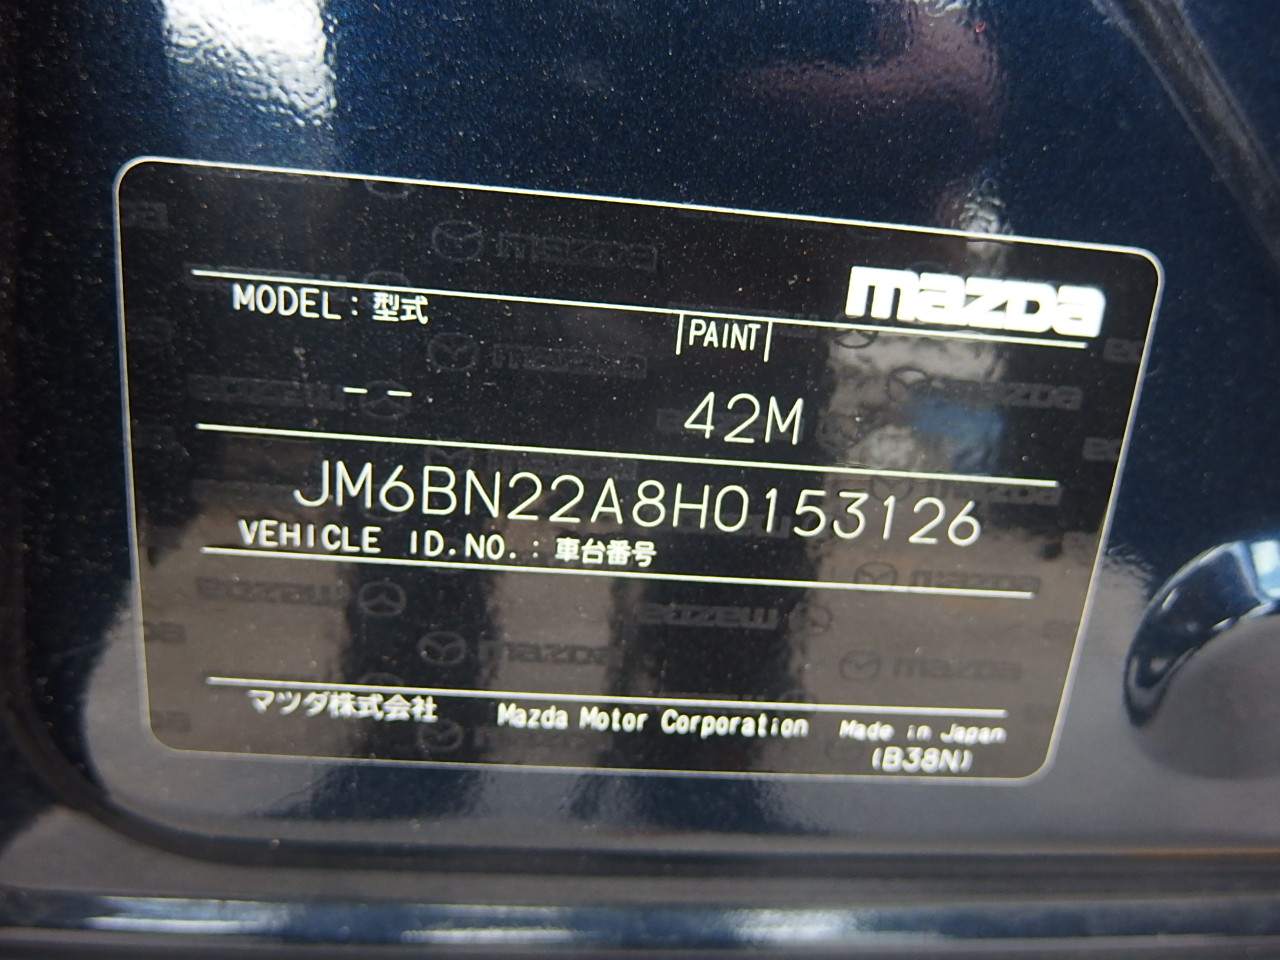 mazda
MODEL : 型式
PAINT
- -
42M
JM6BN22A8H0153126
VEHICLE ID.NO. : 車台番号
マツダ株式会社 Mazda Motor Corporation Made in Japan
(B38N)